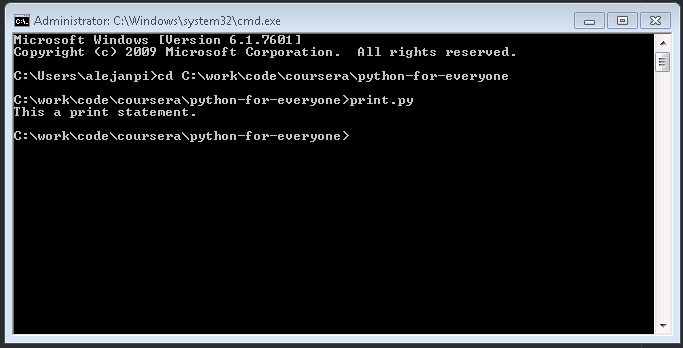 Administrator: C:\Windows\system32\cmd.exe
Microsoft Windows [Version 6.1.7601]
Copyright (c) 2009 Microsoft Corporation.  All rights reserved.
C:\Users\alejanpi>cd C:\work\code\coursera\python-for-everyone
C:\work\code\coursera\python-for-everyone>print.py
This a print statement.
C:\work\code\coursera\python-for-everyone>